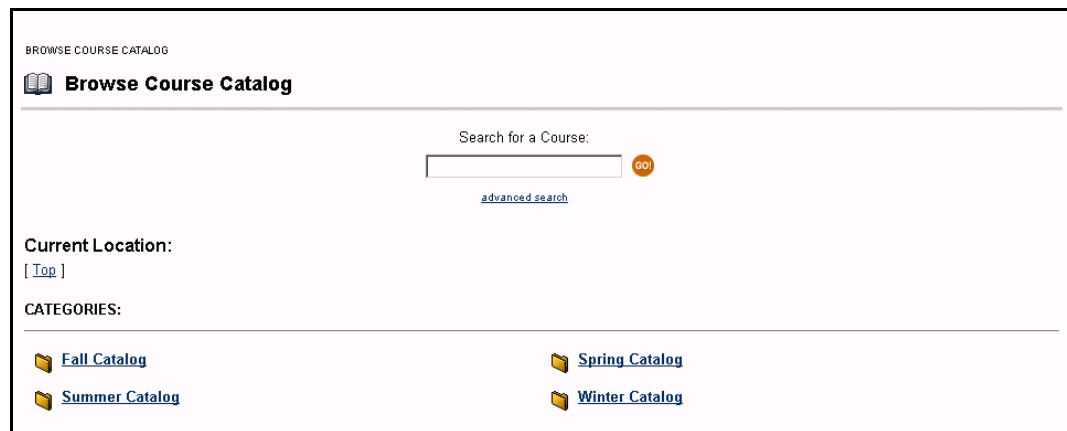 BROWSE COURSE CATALOG
Browse Course Catalog
Search for a Course:
GO!
advanced search
Current Location:
[ Top ]
CATEGORIES:
Fall Catalog Spring Catalog
Summer Catalog Winter Catalog